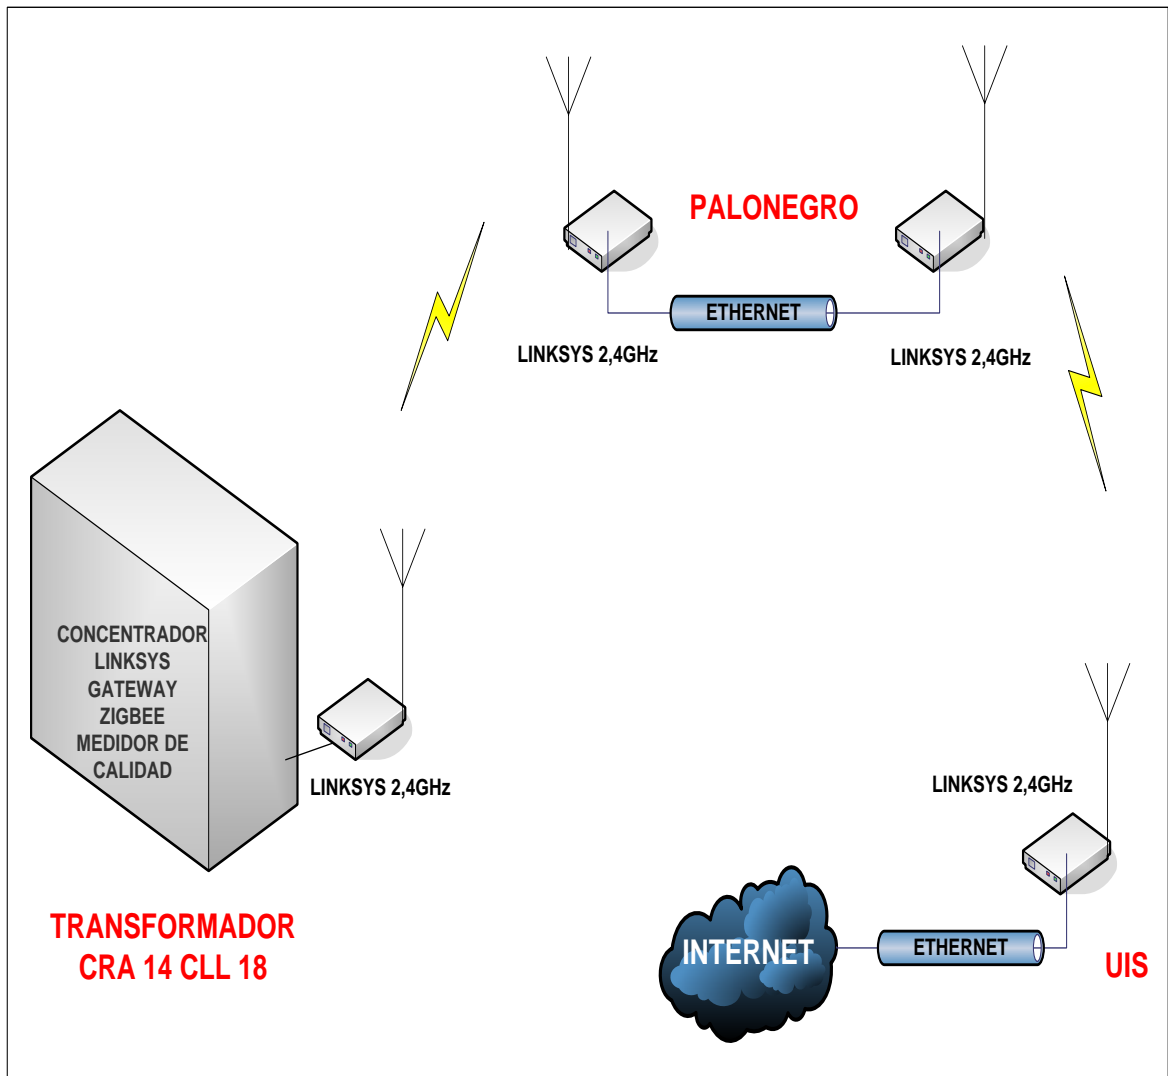 PALONEGRO
ETHERNET
LINKSYS 2,4GHz
LINKSYS 2,4GHz
CONCENTRADOR
LINKSYS
GATEWAY
ZIGBEE
MEDIDOR DE
CALIDAD
LINKSYS 2,4GHz
TRANSFORMADOR
CRA 14 CLL 18
LINKSYS 2,4GHz
INTERNET
ETHERNET
UIS